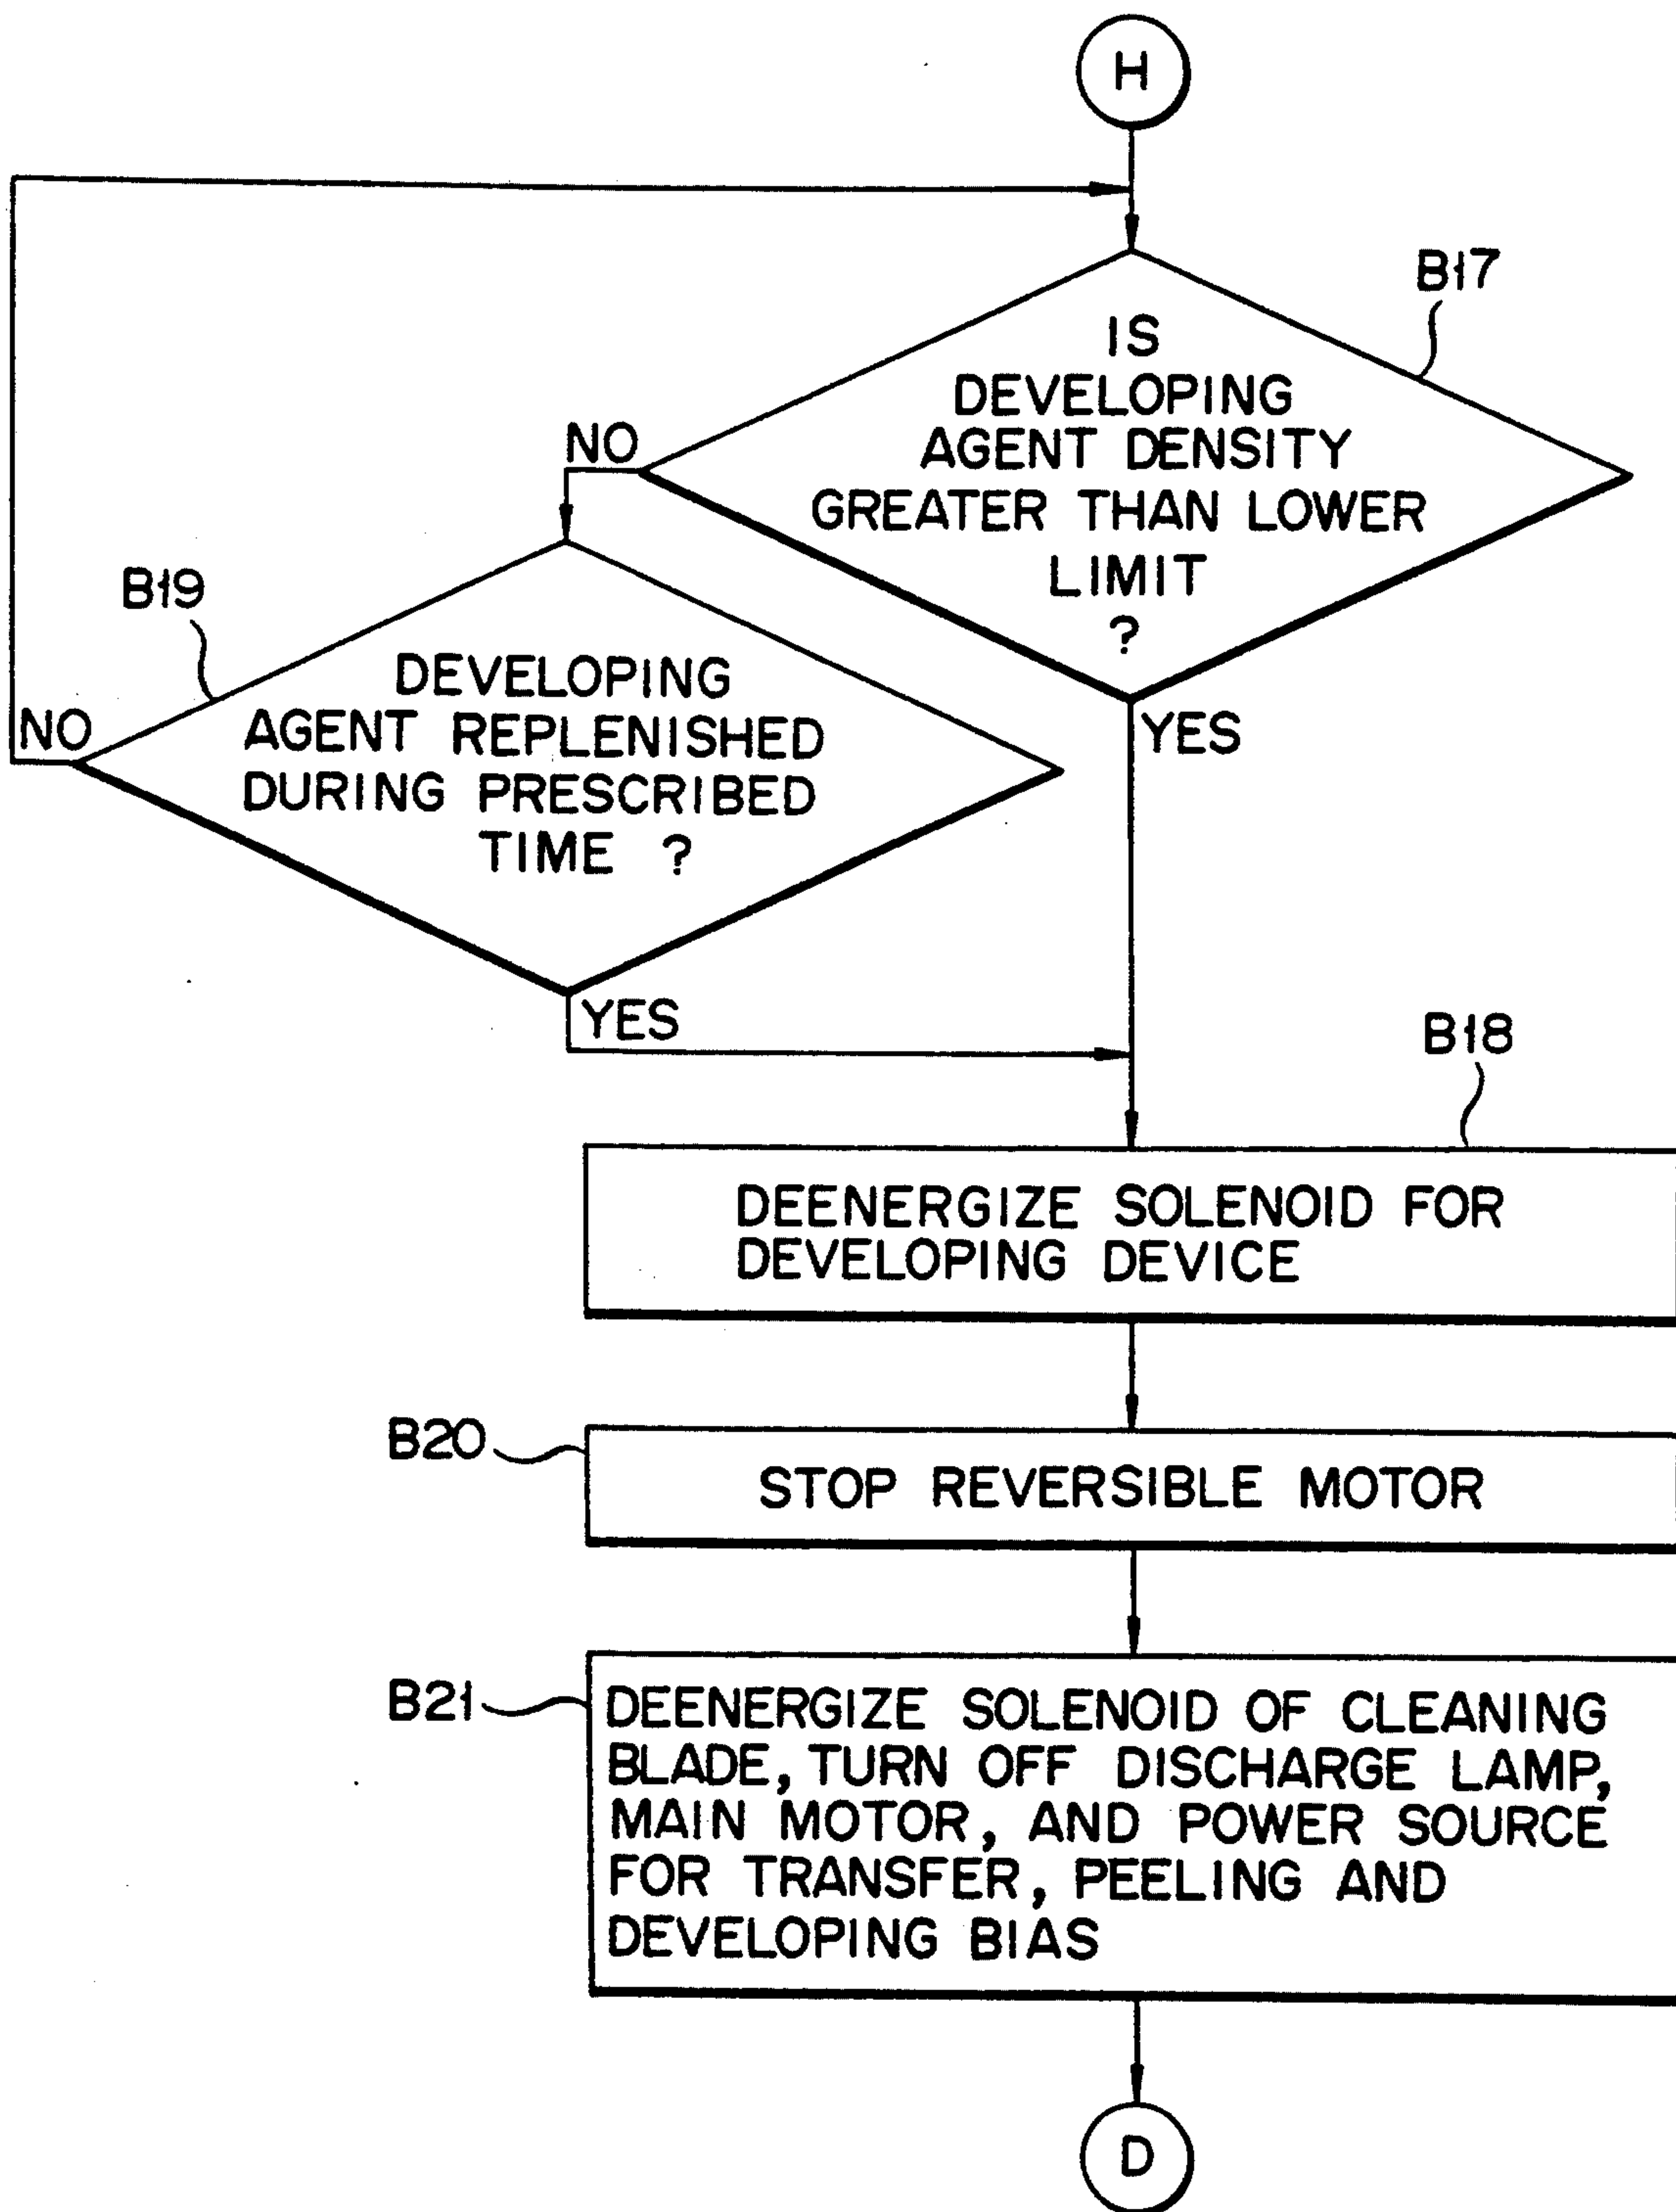 H
B17
IS
DEVELOPING
AGENT DENSITY
GREATER THAN LOWER
LIMIT
?
NO
YES
B19
DEVELOPING
AGENT REPLENISHED
DURING PRESCRIBED
TIME ?
NO
YES
B18
DEENERGIZE SOLENOID FOR
DEVELOPING DEVICE
B20
STOP REVERSIBLE MOTOR
B21
DEENERGIZE SOLENOID OF CLEANING
BLADE, TURN OFF DISCHARGE LAMP,
MAIN MOTOR, AND POWER SOURCE
FOR TRANSFER, PEELING AND
DEVELOPING BIAS
D